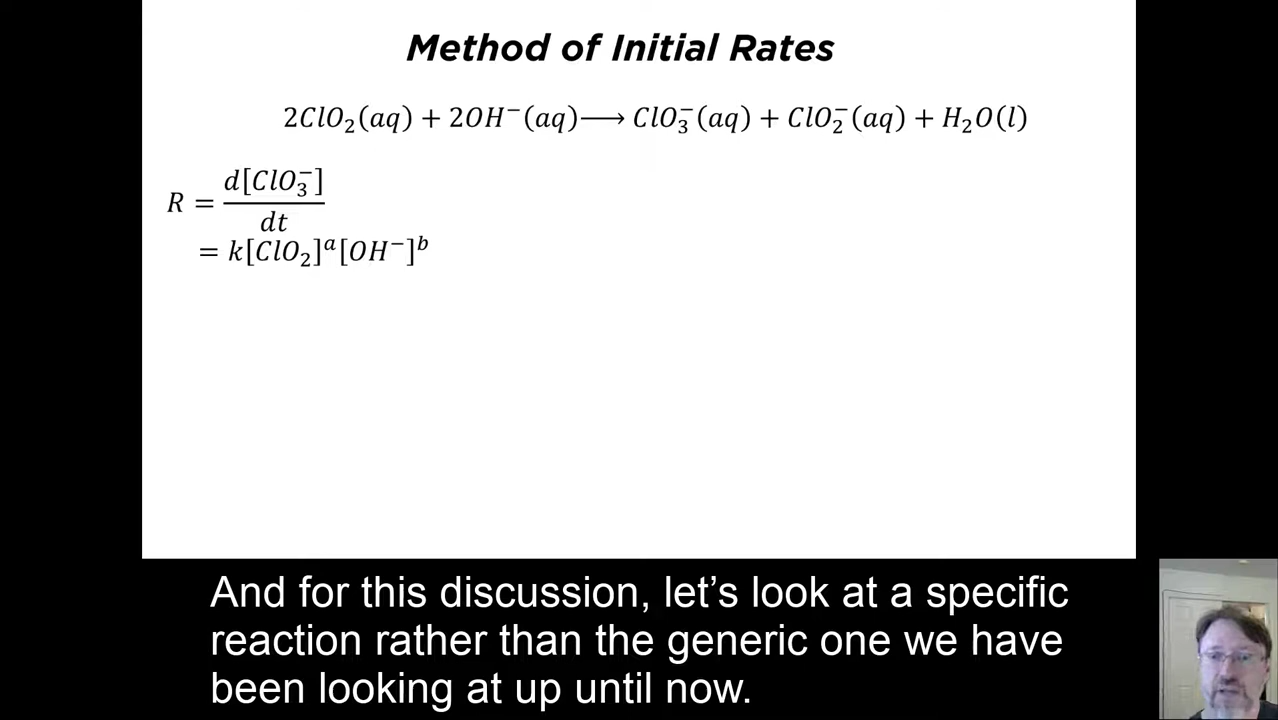 Method of Initial Rates
2ClO₂(aq) + 2OH⁻(aq) ⟶ ClO₃⁻(aq) + ClO₂⁻(aq) + H₂O(l)
R = d[ClO₃⁻]/dt
= k[ClO₂]ᵃ[OH⁻]ᵇ
And for this discussion, let’s look at a specific
reaction rather than the generic one we have
been looking at up until now.